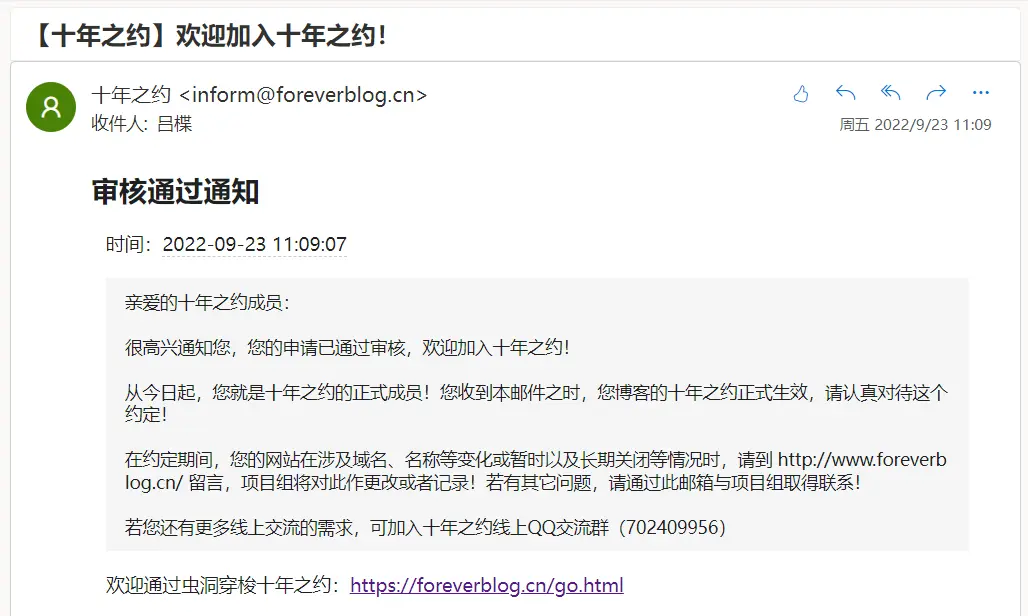 【十年之约】欢迎加入十年之约！
十年之约 <inform@foreverblog.cn>
收件人: 吕楪
周五 2022/9/23 11:09
审核通过通知
时间：2022-09-23 11:09:07
亲爱的十年之约成员：
很高兴通知您，您的申请已通过审核，欢迎加入十年之约！
从今日起，您就是十年之约的正式成员！您收到本邮件之时，您博客的十年之约正式生效，请认真对待这个
约定！
在约定期间，您的网站在涉及域名、名称等变化或暂时以及长期关闭等情况时，请到 http://www.foreverb
log.cn/ 留言，项目组将对此作更改或者记录！若有其它问题，请通过此邮箱与项目组取得联系！
若您还有更多线上交流的需求，可加入十年之约线上QQ交流群（702409956）
欢迎通过虫洞穿梭十年之约：https://foreverblog.cn/go.html